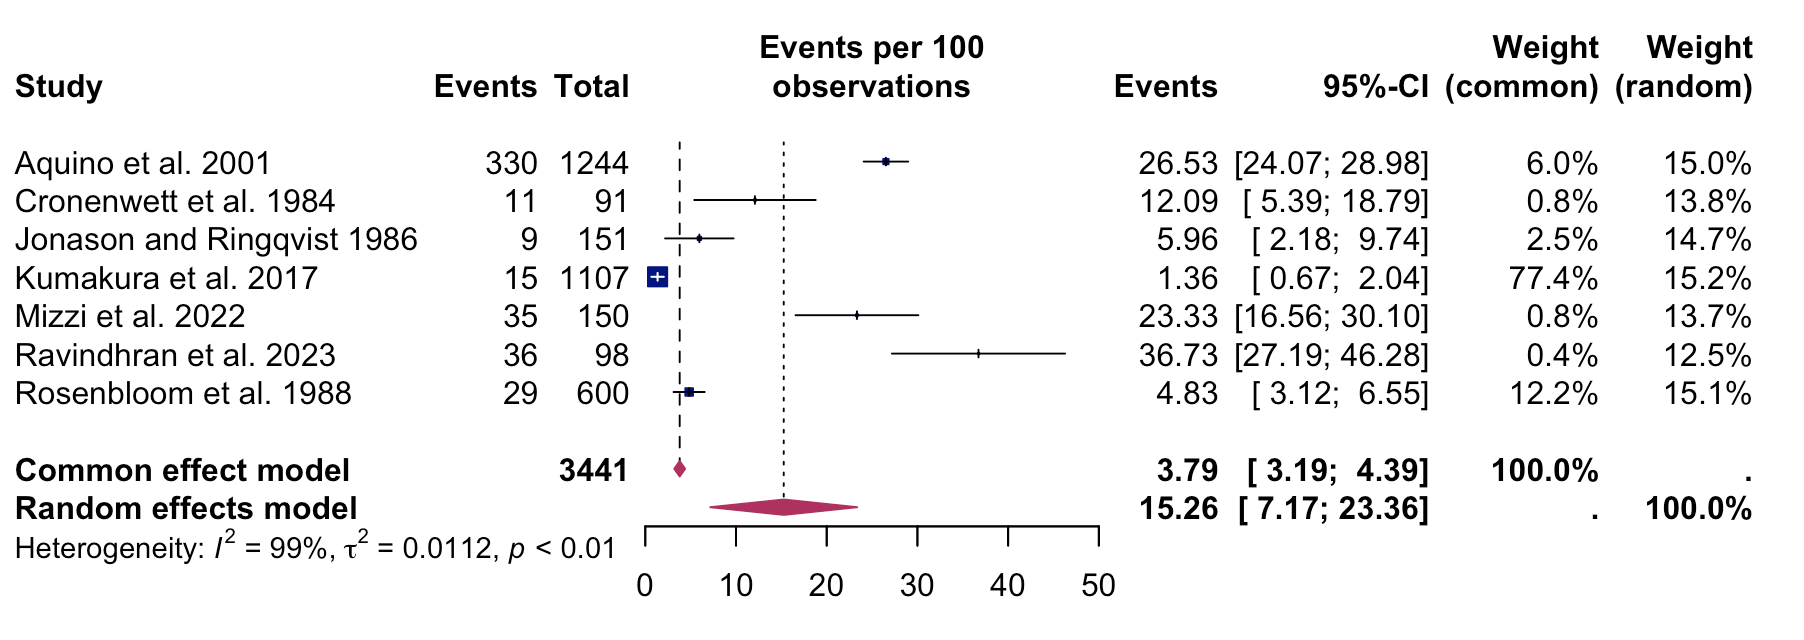 Events per 100 Weight Weight
Study Events Total observations Events 95%-CI (common) (random)
Aquino et al. 2001 330 1244 26.53 [24.07; 28.98] 6.0% 15.0%
Cronenwett et al. 1984 11 91 12.09 [ 5.39; 18.79] 0.8% 13.8%
Jonason and Ringqvist 1986 9 151 5.96 [ 2.18; 9.74] 2.5% 14.7%
Kumakura et al. 2017 15 1107 1.36 [ 0.67; 2.04] 77.4% 15.2%
Mizzi et al. 2022 35 150 23.33 [16.56; 30.10] 0.8% 13.7%
Ravindhran et al. 2023 36 98 36.73 [27.19; 46.28] 0.4% 12.5%
Rosenbloom et al. 1988 29 600 4.83 [ 3.12; 6.55] 12.2% 15.1%
Common effect model 3441 3.79 [ 3.19; 4.39] 100.0% .
Random effects model 15.26 [ 7.17; 23.36] . 100.0%
Heterogeneity: I² = 99%, τ² = 0.0112, p < 0.01
0 10 20 30 40 50